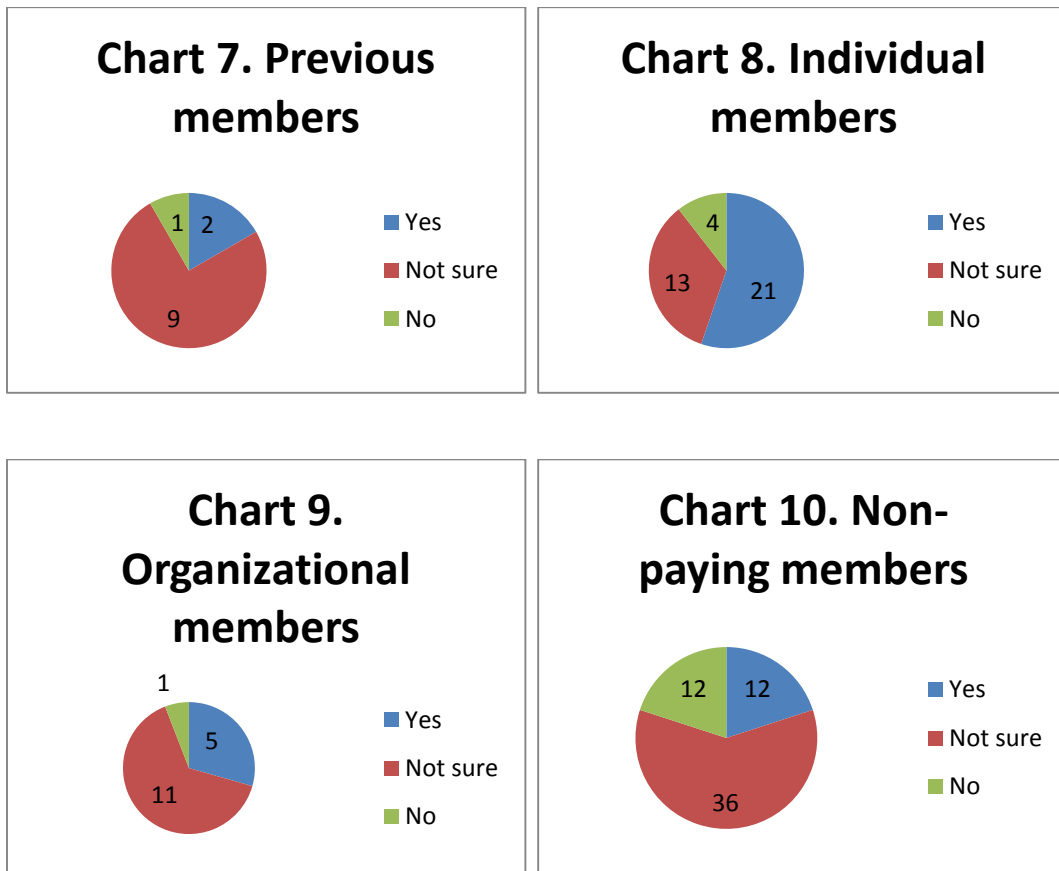 Chart 7. Previous
members
1
2
9
Yes
Not sure
No
Chart 8. Individual
members
4
13
21
Yes
Not sure
No
Chart 9.
Organizational
members
1
5
11
Yes
Not sure
No
Chart 10. Non-
paying members
12
12
36
Yes
Not sure
No